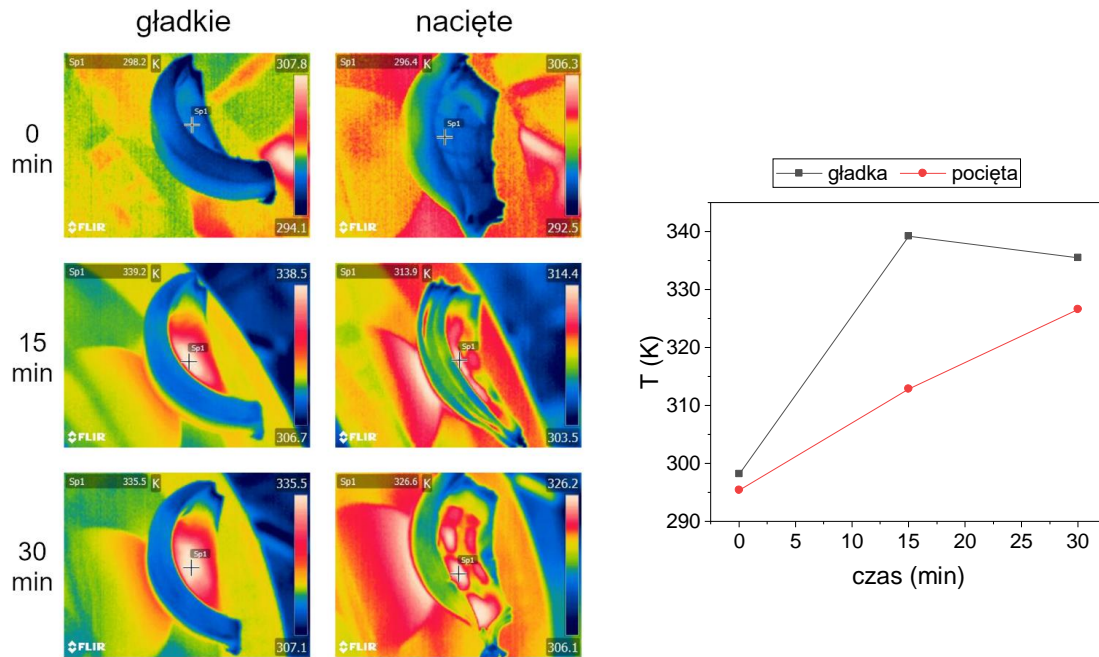 gładkie
nacięte
0
min
Sp1 298.2 K 307.8
Sp1
FLIR 294.1
Sp1 296.4 K 306.3
Sp1
FLIR 292.5
15
min
Sp1 339.2 K 338.5
Sp1
FLIR 306.7
Sp1 313.9 K 314.4
Sp1
FLIR 303.5
30
min
Sp1 335.5 K 335.5
Sp1
FLIR 307.1
Sp1 326.6 K 326.2
Sp1
FLIR 306.1
gładka pocięta
340
330
320
310
300
290
T (K)
0 5 10 15 20 25 30
czas (min)